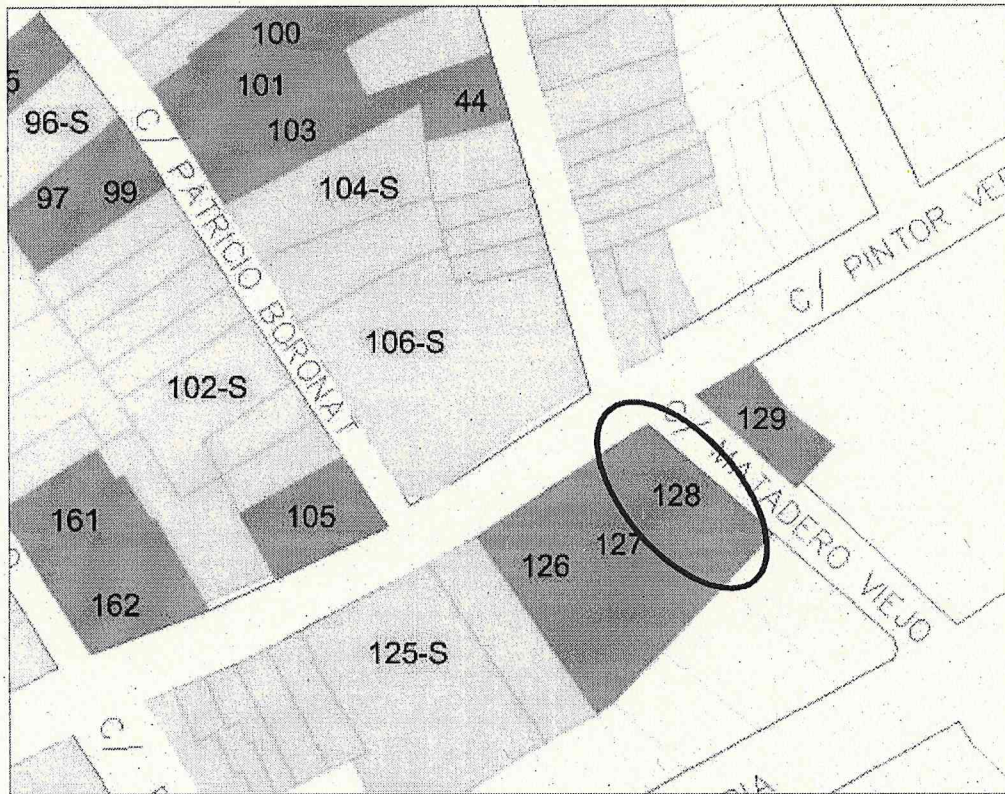 100
101
103
44
96-S
97
99
104-S
C/ PATRICIO BORONAT
106-S
102-S
C/ PINTOR
129
C/ MATADERO VIEJO
128
127
126
105
161
162
125-S
C/